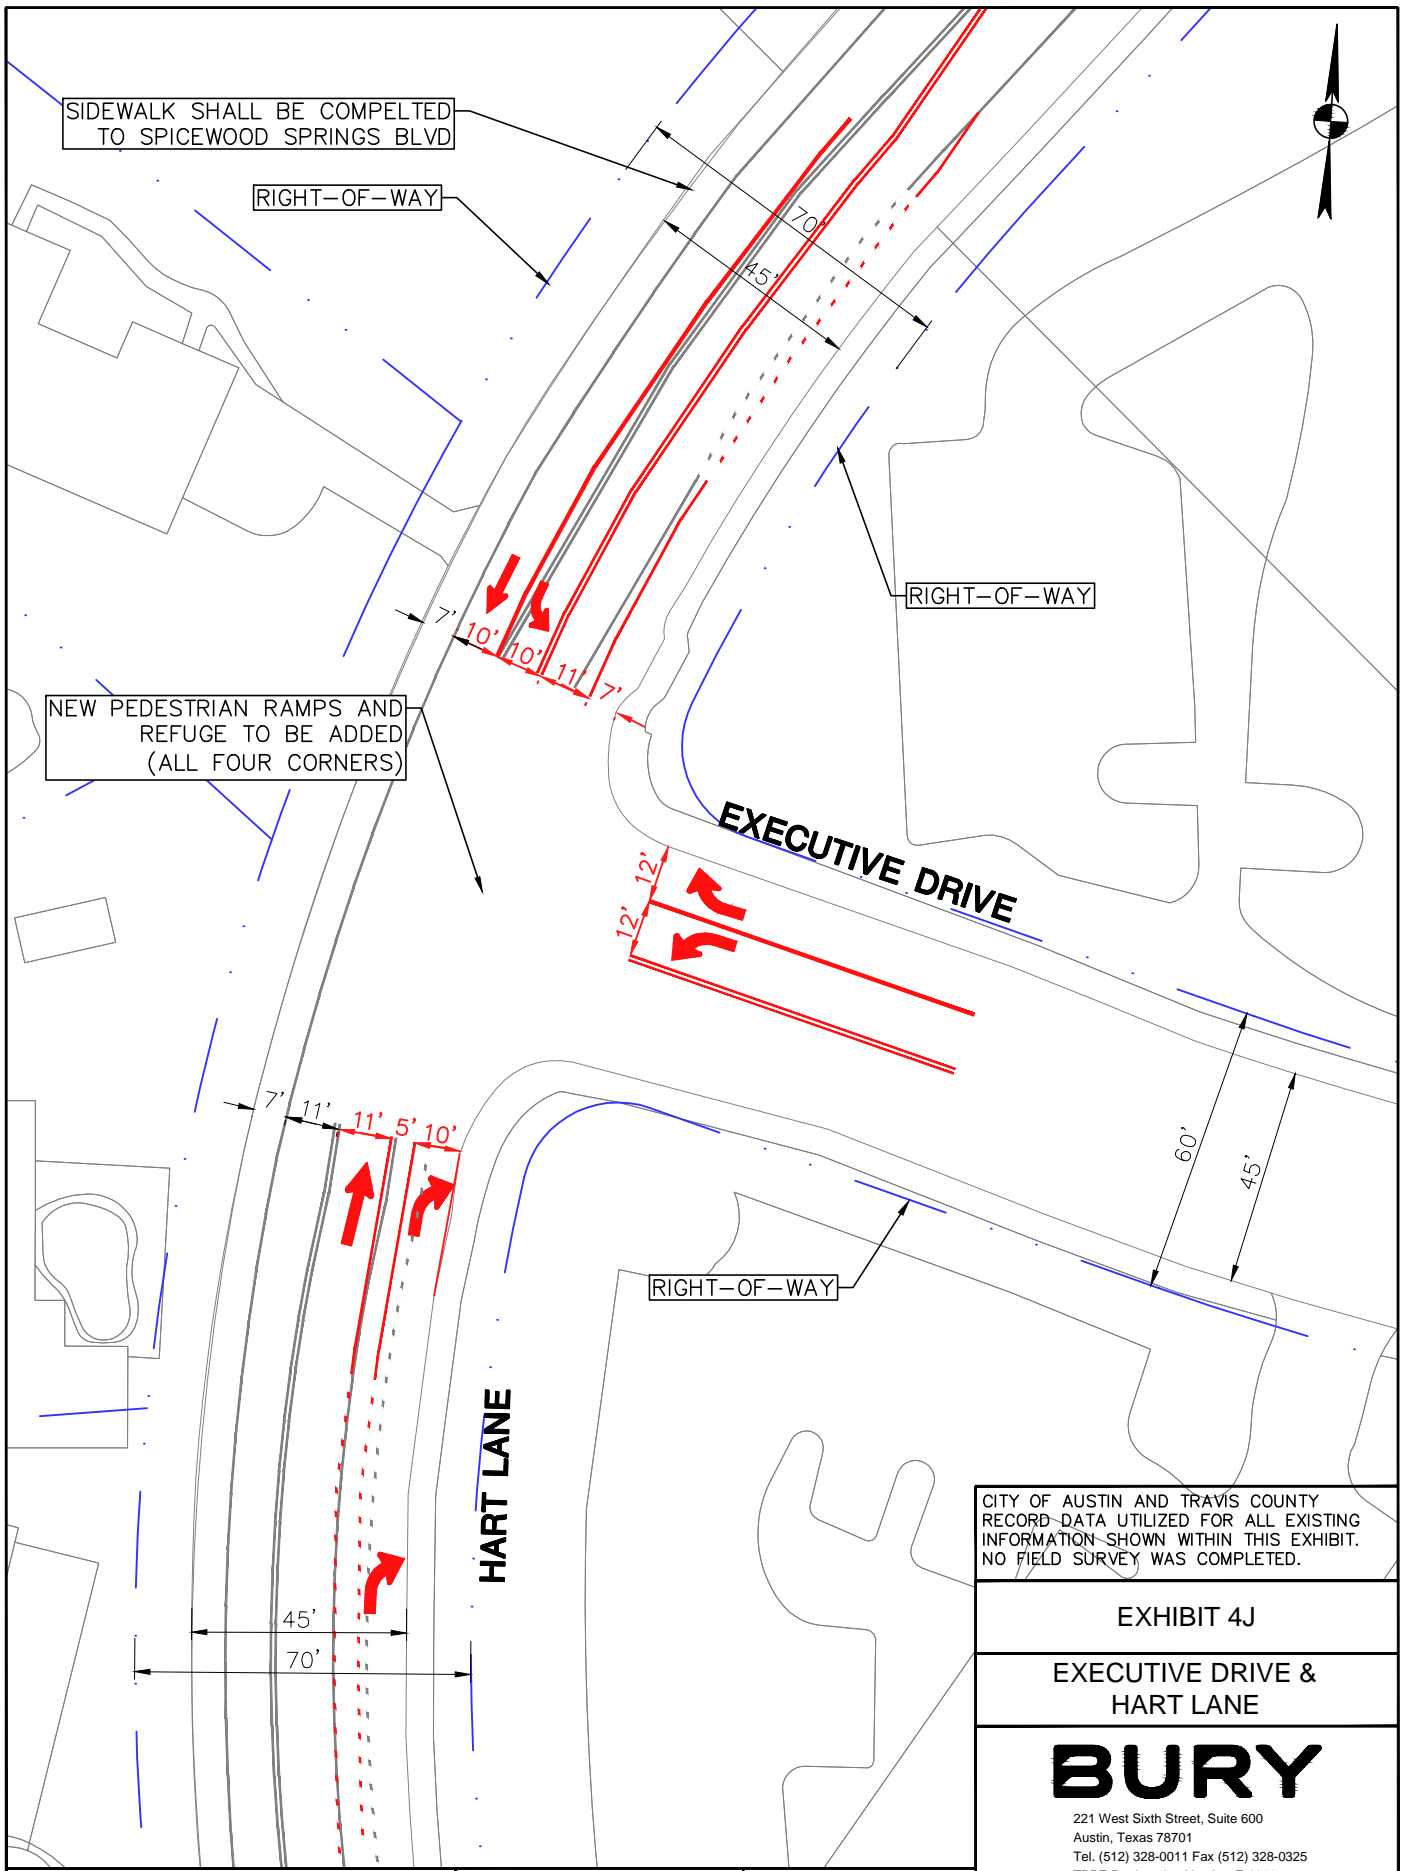 SIDEWALK SHALL BE COMPELTED
TO SPICEWOOD SPRINGS BLVD
RIGHT-OF-WAY
70'
45'
RIGHT-OF-WAY
7'
10'
10'
11'
7'
NEW PEDESTRIAN RAMPS AND
REFUGE TO BE ADDED
(ALL FOUR CORNERS)
EXECUTIVE DRIVE
12'
12'
7'
11'
11'
5'
10'
60'
45'
RIGHT-OF-WAY
HART LANE
45'
70'
CITY OF AUSTIN AND TRAVIS COUNTY
RECORD DATA UTILIZED FOR ALL EXISTING
INFORMATION SHOWN WITHIN THIS EXHIBIT.
NO FIELD SURVEY WAS COMPLETED.
EXHIBIT 4J
EXECUTIVE DRIVE &
HART LANE
BURY
221 West Sixth Street, Suite 600
Austin, Texas 78701
Tel. (512) 328-0011 Fax (512) 328-0325